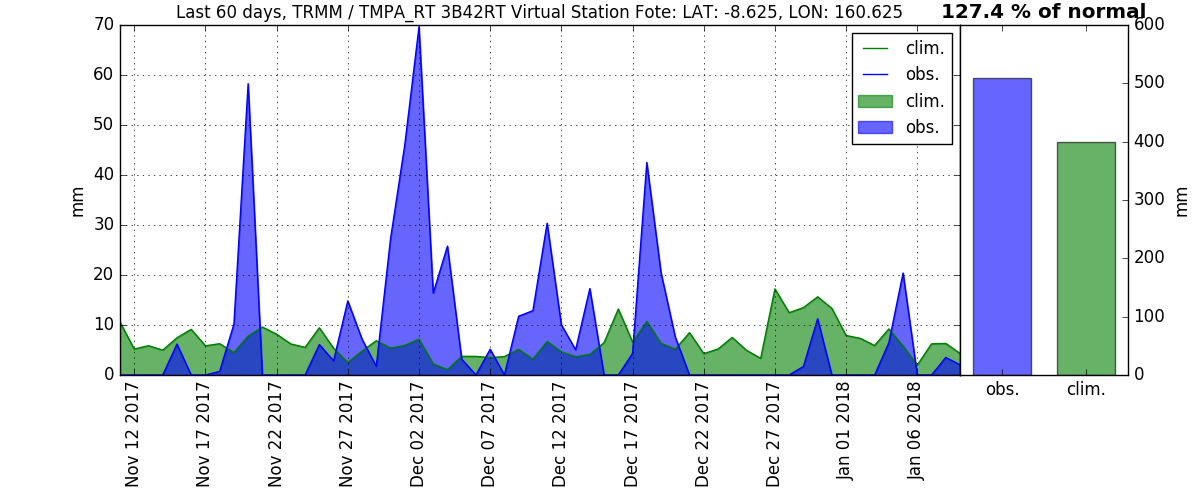 Last 60 days, TRMM / TMPA_RT 3B42RT Virtual Station Fote: LAT: -8.625, LON: 160.625
127.4 % of normal
70
60
50
40
30
20
10
0
mm
clim.
obs.
clim.
obs.
600
500
400
300
200
100
0
mm
obs.
clim.
Nov 12 2017
Nov 17 2017
Nov 22 2017
Nov 27 2017
Dec 02 2017
Dec 07 2017
Dec 12 2017
Dec 17 2017
Dec 22 2017
Dec 27 2017
Jan 01 2018
Jan 06 2018